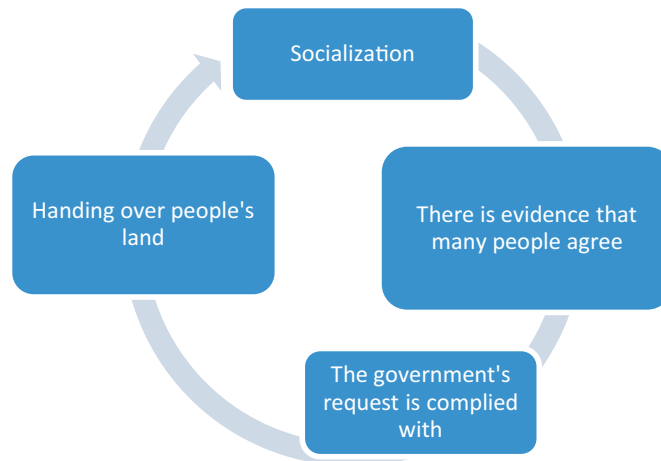 Socialization
There is evidence that
many people agree
The government's
request is complied
with
Handing over people's
land